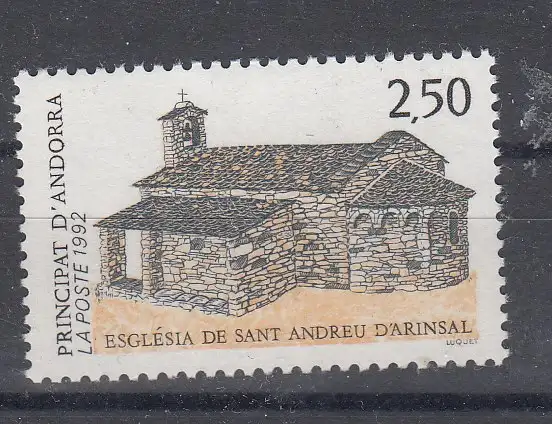 PRINCIPAT D'ANDORRA
LA POSTE 1992
2,50
ESGLÉSIA DE SANT ANDREU D'ARINSAL
LUQUET